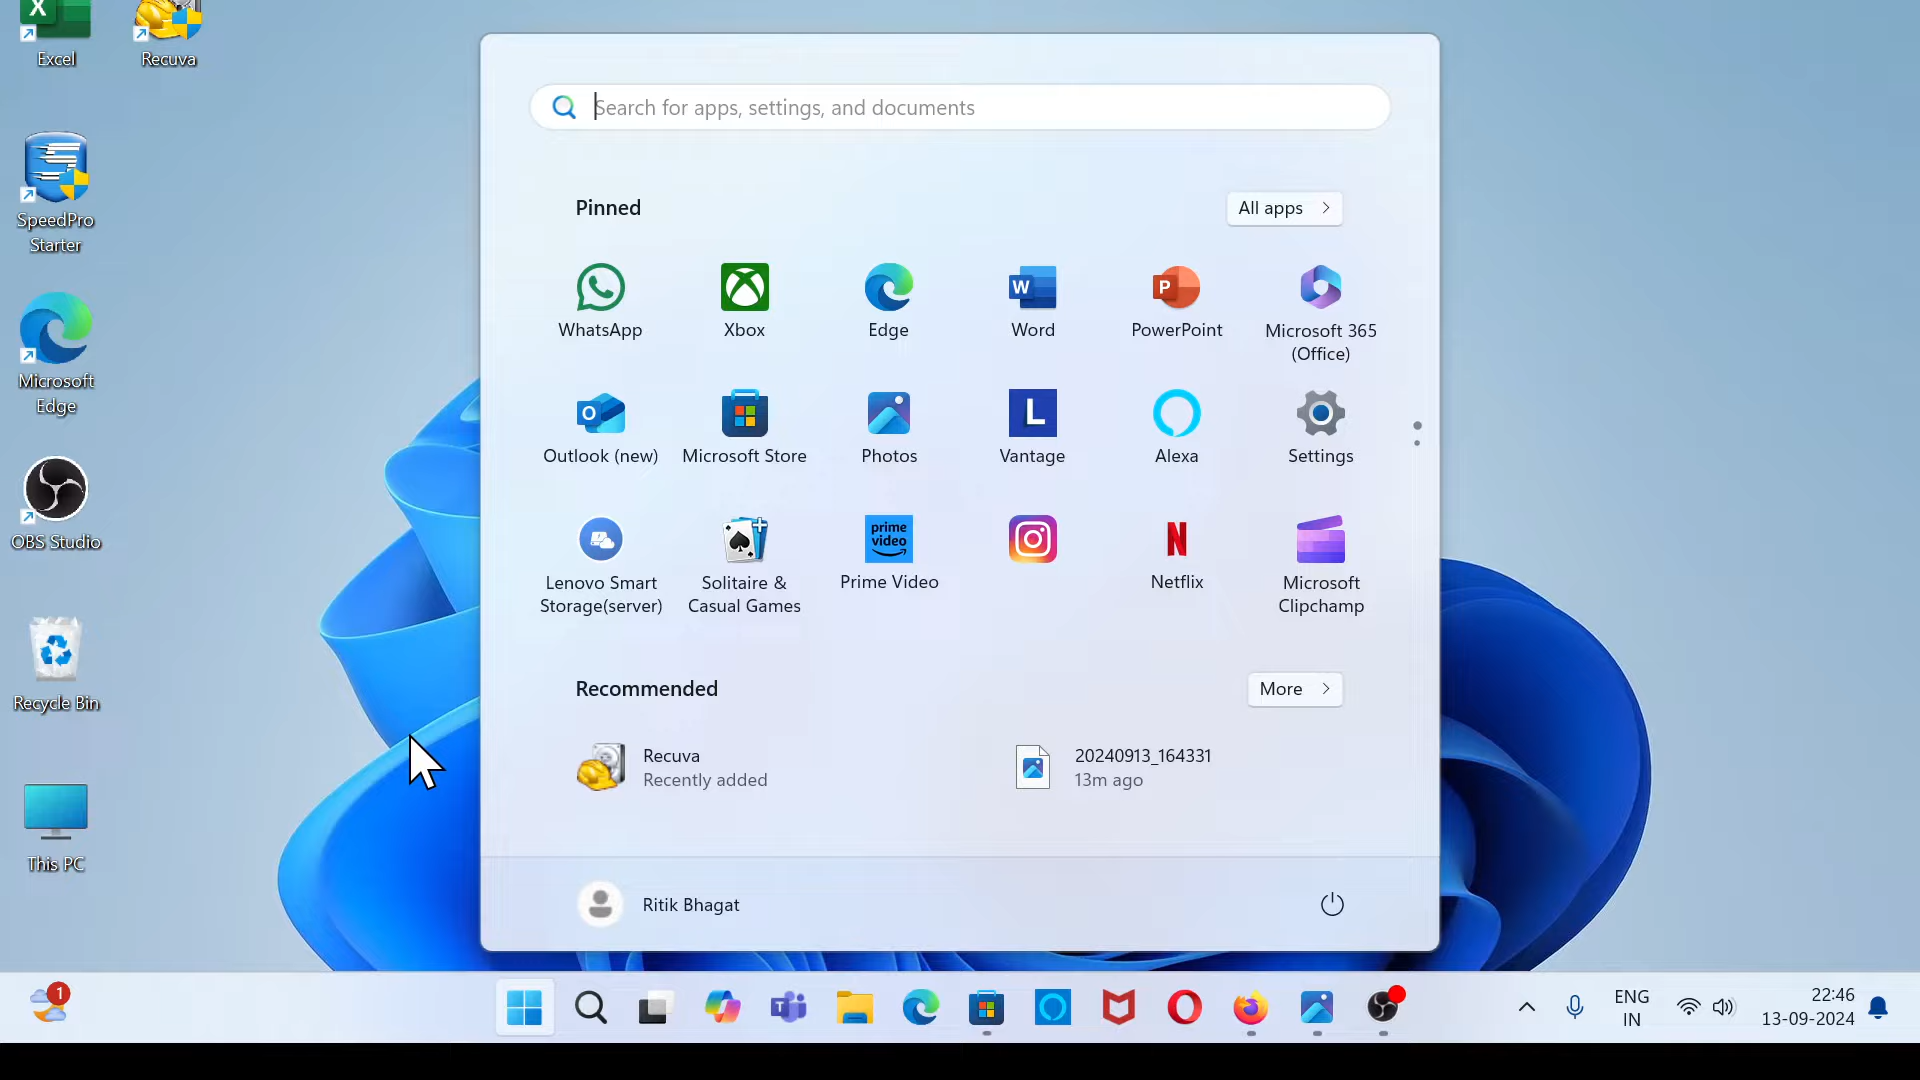 Excel
Recuva
SpeedPro
Starter
Microsoft
Edge
OBS Studio
Recycle Bin
This PC
Search for apps, settings, and documents
Pinned
All apps
WhatsApp
Xbox
Edge
Word
PowerPoint
Microsoft 365
(Office)
Outlook (new)
Microsoft Store
Photos
Vantage
Alexa
Settings
Lenovo Smart
Storage(server)
Solitaire &
Casual Games
prime
video
Prime Video
Netflix
Microsoft
Clipchamp
Recommended
More
Recuva
Recently added
20240913_164331
13m ago
Ritik Bhagat
1
ENG
IN
22:46
13-09-2024